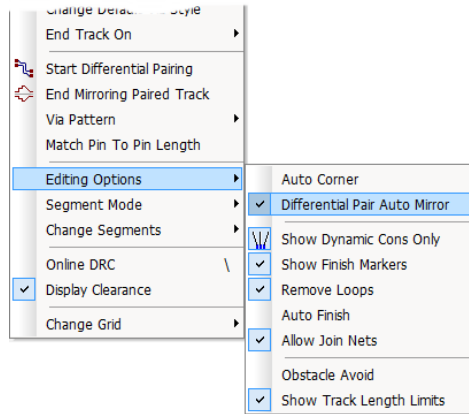 End Track On
Start Differential Pairing
End Mirroring Paired Track
Via Pattern
Match Pin To Pin Length
Editing Options
Segment Mode
Change Segments
Online DRC \
Display Clearance
Change Grid
Auto Corner
Differential Pair Auto Mirror
Show Dynamic Cons Only
Show Finish Markers
Remove Loops
Auto Finish
Allow Join Nets
Obstacle Avoid
Show Track Length Limits